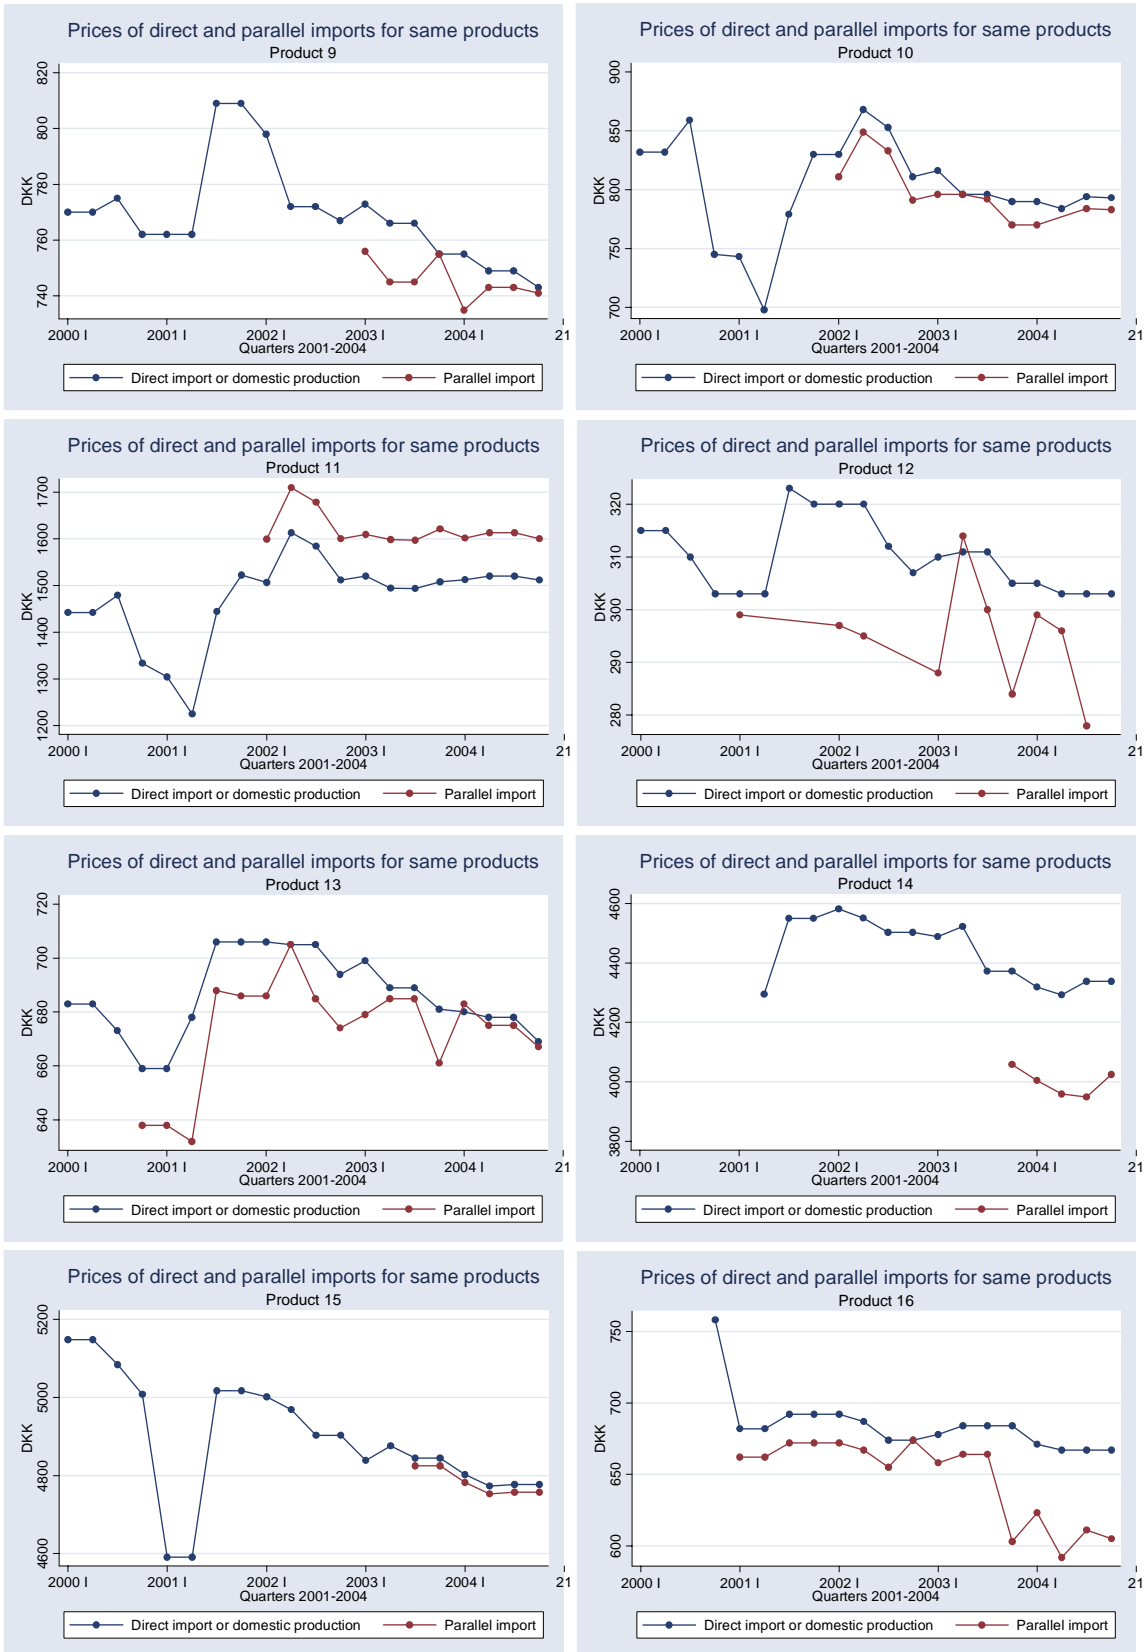 Prices of direct and parallel imports for same products
Product 9
DKK
820
800
780
760
740
2000 I 2001 I 2002 I 2003 I 2004 I 21
Quarters 2001-2004
Direct import or domestic production Parallel import
Prices of direct and parallel imports for same products
Product 10
DKK
900
850
800
750
700
2000 I 2001 I 2002 I 2003 I 2004 I 21
Quarters 2001-2004
Direct import or domestic production Parallel import
Prices of direct and parallel imports for same products
Product 11
DKK
1700
1600
1500
1400
1300
1200
2000 I 2001 I 2002 I 2003 I 2004 I 21
Quarters 2001-2004
Direct import or domestic production Parallel import
Prices of direct and parallel imports for same products
Product 12
DKK
320
310
300
290
280
2000 I 2001 I 2002 I 2003 I 2004 I 21
Quarters 2001-2004
Direct import or domestic production Parallel import
Prices of direct and parallel imports for same products
Product 13
DKK
720
700
680
660
640
2000 I 2001 I 2002 I 2003 I 2004 I 21
Quarters 2001-2004
Direct import or domestic production Parallel import
Prices of direct and parallel imports for same products
Product 14
DKK
4600
4400
4200
4000
3800
2000 I 2001 I 2002 I 2003 I 2004 I 21
Quarters 2001-2004
Direct import or domestic production Parallel import
Prices of direct and parallel imports for same products
Product 15
DKK
5200
5000
4800
4600
2000 I 2001 I 2002 I 2003 I 2004 I 21
Quarters 2001-2004
Direct import or domestic production Parallel import
Prices of direct and parallel imports for same products
Product 16
DKK
750
700
650
600
2000 I 2001 I 2002 I 2003 I 2004 I 21
Quarters 2001-2004
Direct import or domestic production Parallel import